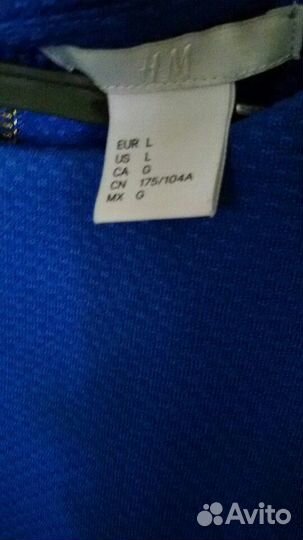 H&M
EUR L
US L
CA G
CN 175/104A
MX G
Avito